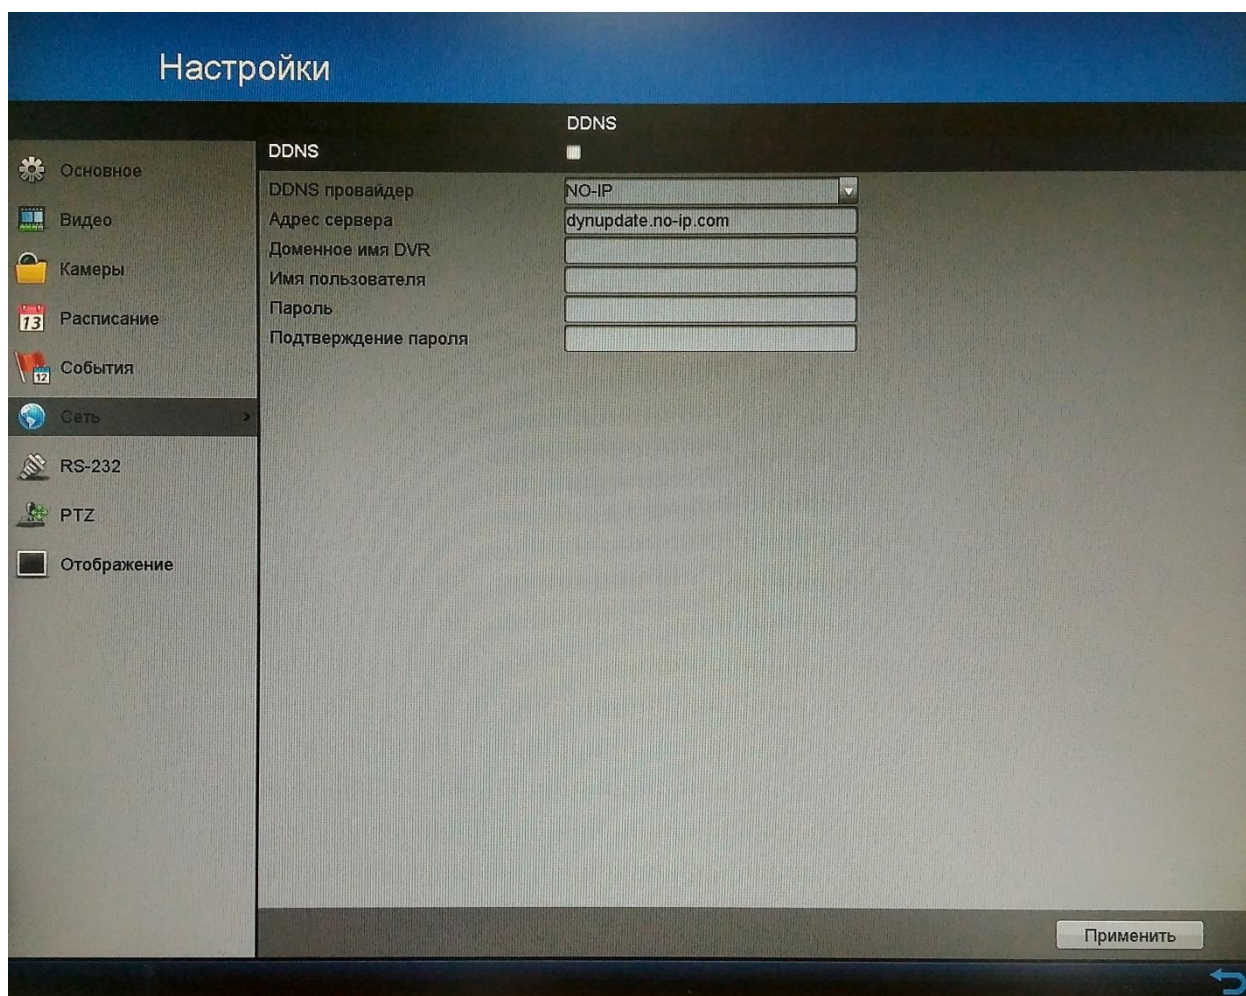 Настройки
DDNS
DDNS
Основное
DDNS провайдер
NO-IP
Адрес сервера
dynupdate.no-ip.com
Видео
Доменное имя DVR
Камеры
Имя пользователя
Пароль
13 Расписание
Подтверждение пароля
12 События
Сеть
RS-232
PTZ
Отображение
Применить